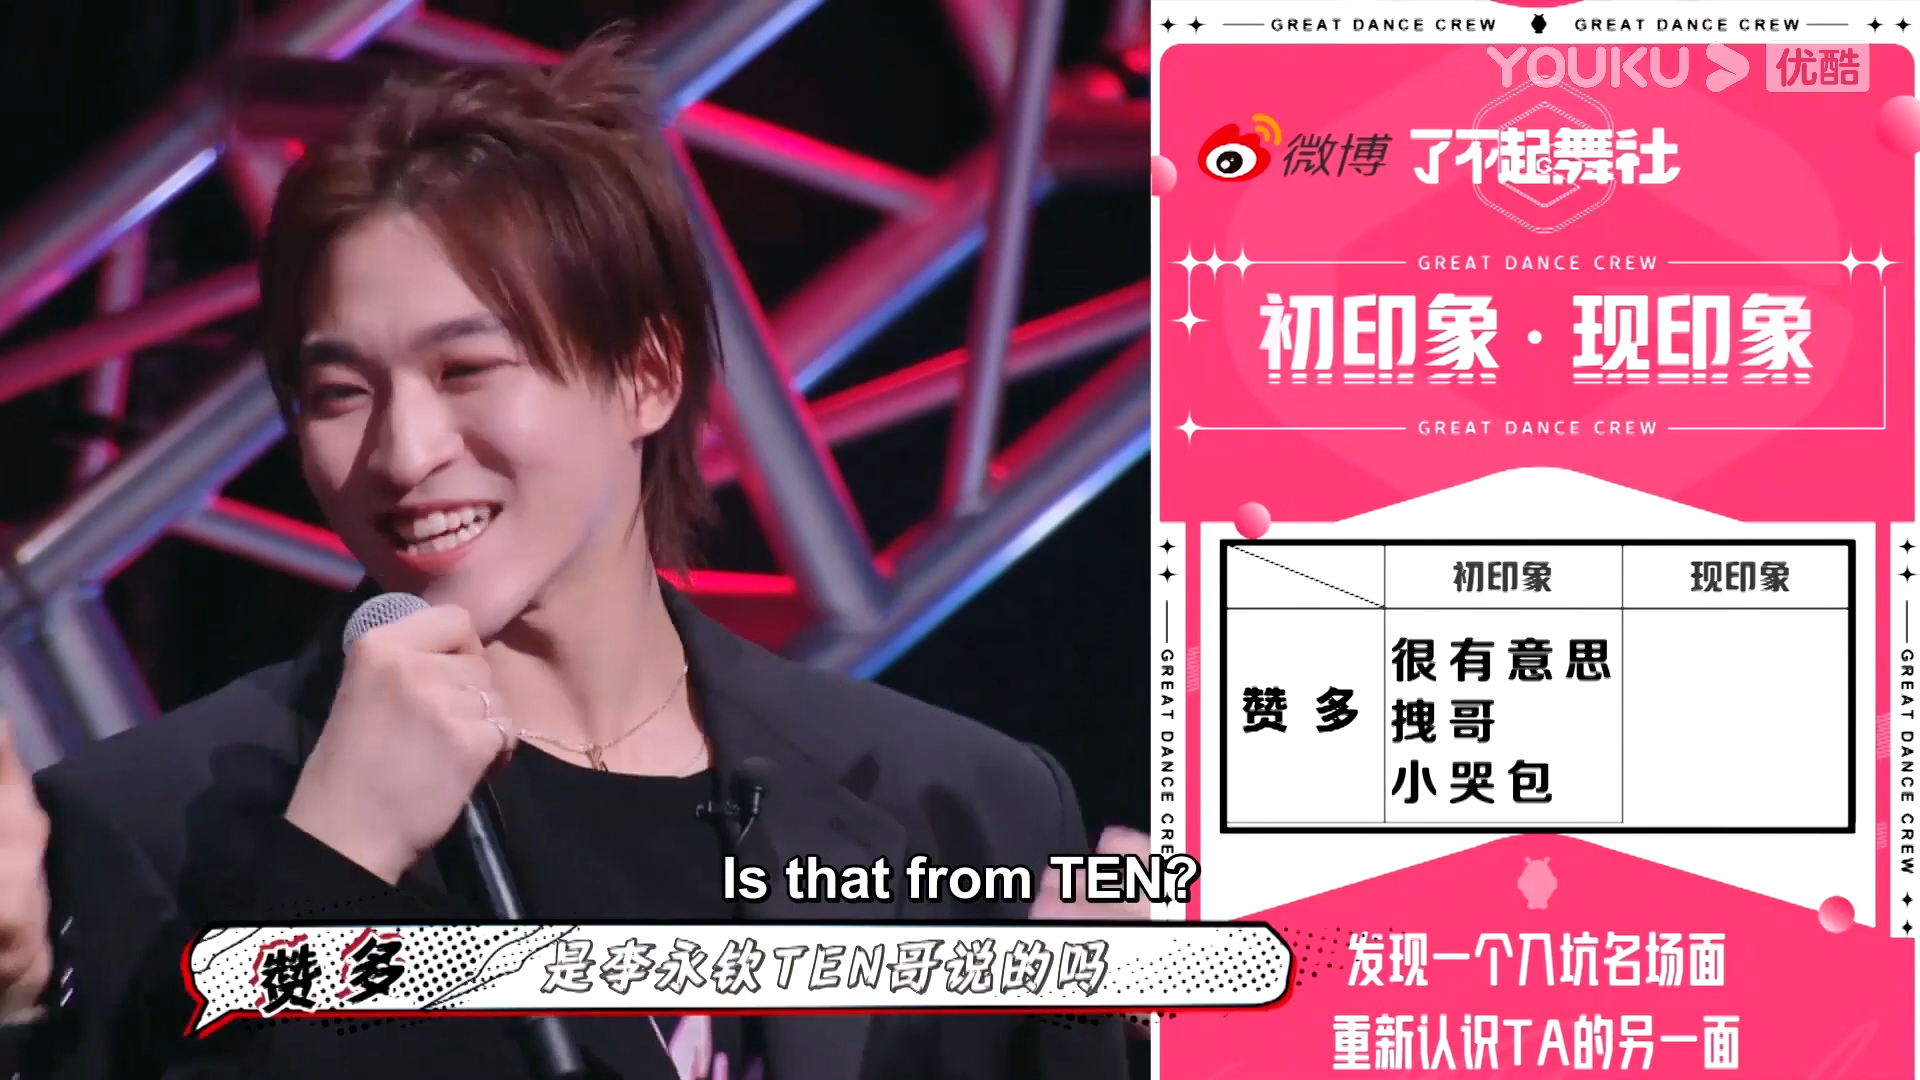 GREAT DANCE CREW GREAT DANCE CREW
YOUKU 优酷
微博 了不起舞社
GREAT DANCE CREW
初印象·现印象
GREAT DANCE CREW
初印象 现印象
赞多
很有意思
拽哥
小哭包
GREAT DANCE CREW
GREAT DANCE CREW
Is that from TEN?
赞多 是李永钦TEN哥说的吗
发现一个入坑名场面
重新认识TA的另一面